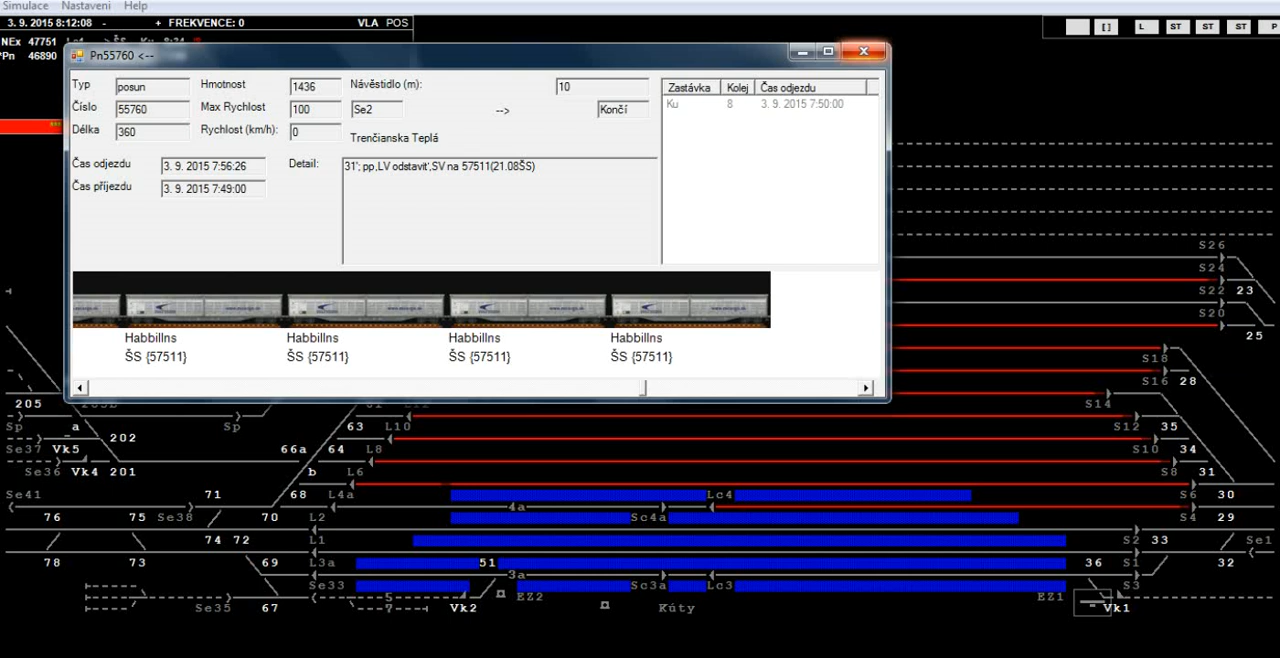 Simulace Nastaveni Help
3. 9. 2015 8:12:08 - + FREKVENCE: 0 VLA POS
NEx 47751 Lc4 ->ŠS Ku 8:24
*Pn 46890
[ ] L ST ST ST P
Pn55760 <--
Typ posun Hmotnost 1436 Návěstidlo (m): 10
Číslo 55760 Max Rychlost 100 Se2 --> Končí
Délka 360 Rychlost (km/h): 0 Trenčianska Teplá
Čas odjezdu 3. 9. 2015 7:56:26 Detail: 31'; pp,LV odstavit',SV na 57511(21.08ŠS)
Čas příjezdu 3. 9. 2015 7:49:00
Zastávka Kolej Čas odjezdu
Ku 8 3. 9. 2015 7:50:00
Habbillns Habbillns Habbillns Habbillns
ŠS {57511} ŠS {57511} ŠS {57511} ŠS {57511}
S26
S24
S22 23
S20
25
S18
S16 28
S14
205
Sp a Sp 63 L10 S12 35
202
Se37 Vk5 66a 64 L8 S10 34
Se36 Vk4 201 b L6 S8 31
Se41 71 68 L4a Lc4 S6 30
4a
76 75 Se38 70 L2 Sc4a S4 29
74 72 L1 S2 33 Se1
78 73 69 L3a 51 36 S1 32
3a
Se33 Sc3a Lc3 S3
5 EZ2 EZ1
Se35 67 7 Vk2 Kúty Vk1